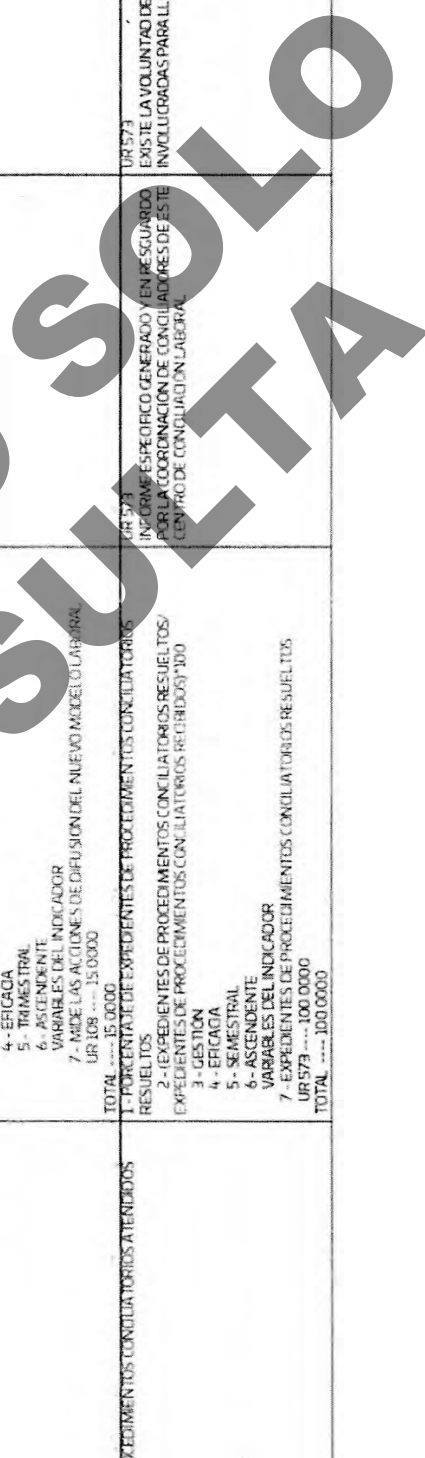 4 - EFICACIA
5 - TRIMESTRAL
6 - ASCENDENTE
VARIABLES DEL INDICADOR
7 - MIDE LAS ACCIONES DE DIFUSION DEL NUEVO MODELO LABORAL
UR 108 ---- 15.0000
TOTAL ---- 15.0000
UR 573
EXISTE LA VOLUNTAD DE
INVOLUCRADAS PARA LL
CEDIMIENTOS CONCILIATORIOS ATENDIDOS
1 - PORCENTAJE DE EXPEDIENTES DE PROCEDIMIENTOS CONCILIATORIOS
RESUELTOS
2 - (EXPEDIENTES DE PROCEDIMIENTOS CONCILIATORIOS RESUELTOS/
EXPEDIENTES DE PROCEDIMIENTOS CONCILIATORIOS RECIBIDOS)*100
3 - GESTIÓN
4 - EFICACIA
5 - SEMESTRAL
6 - ASCENDENTE
VARIABLES DEL INDICADOR
7 - EXPEDIENTES DE PROCEDIMIENTOS CONCILIATORIOS RESUELTOS
UR 573 ---- 100.0000
TOTAL ---- 100.0000
UR 573
INFORME ESPECIFICO GENERADO Y EN RESGUARDO
POR LA COORDINACIÓN DE CONCILIADORES DE ESTE
CENTRO DE CONCILIACIÓN LABORAL
SOLO
SULTA